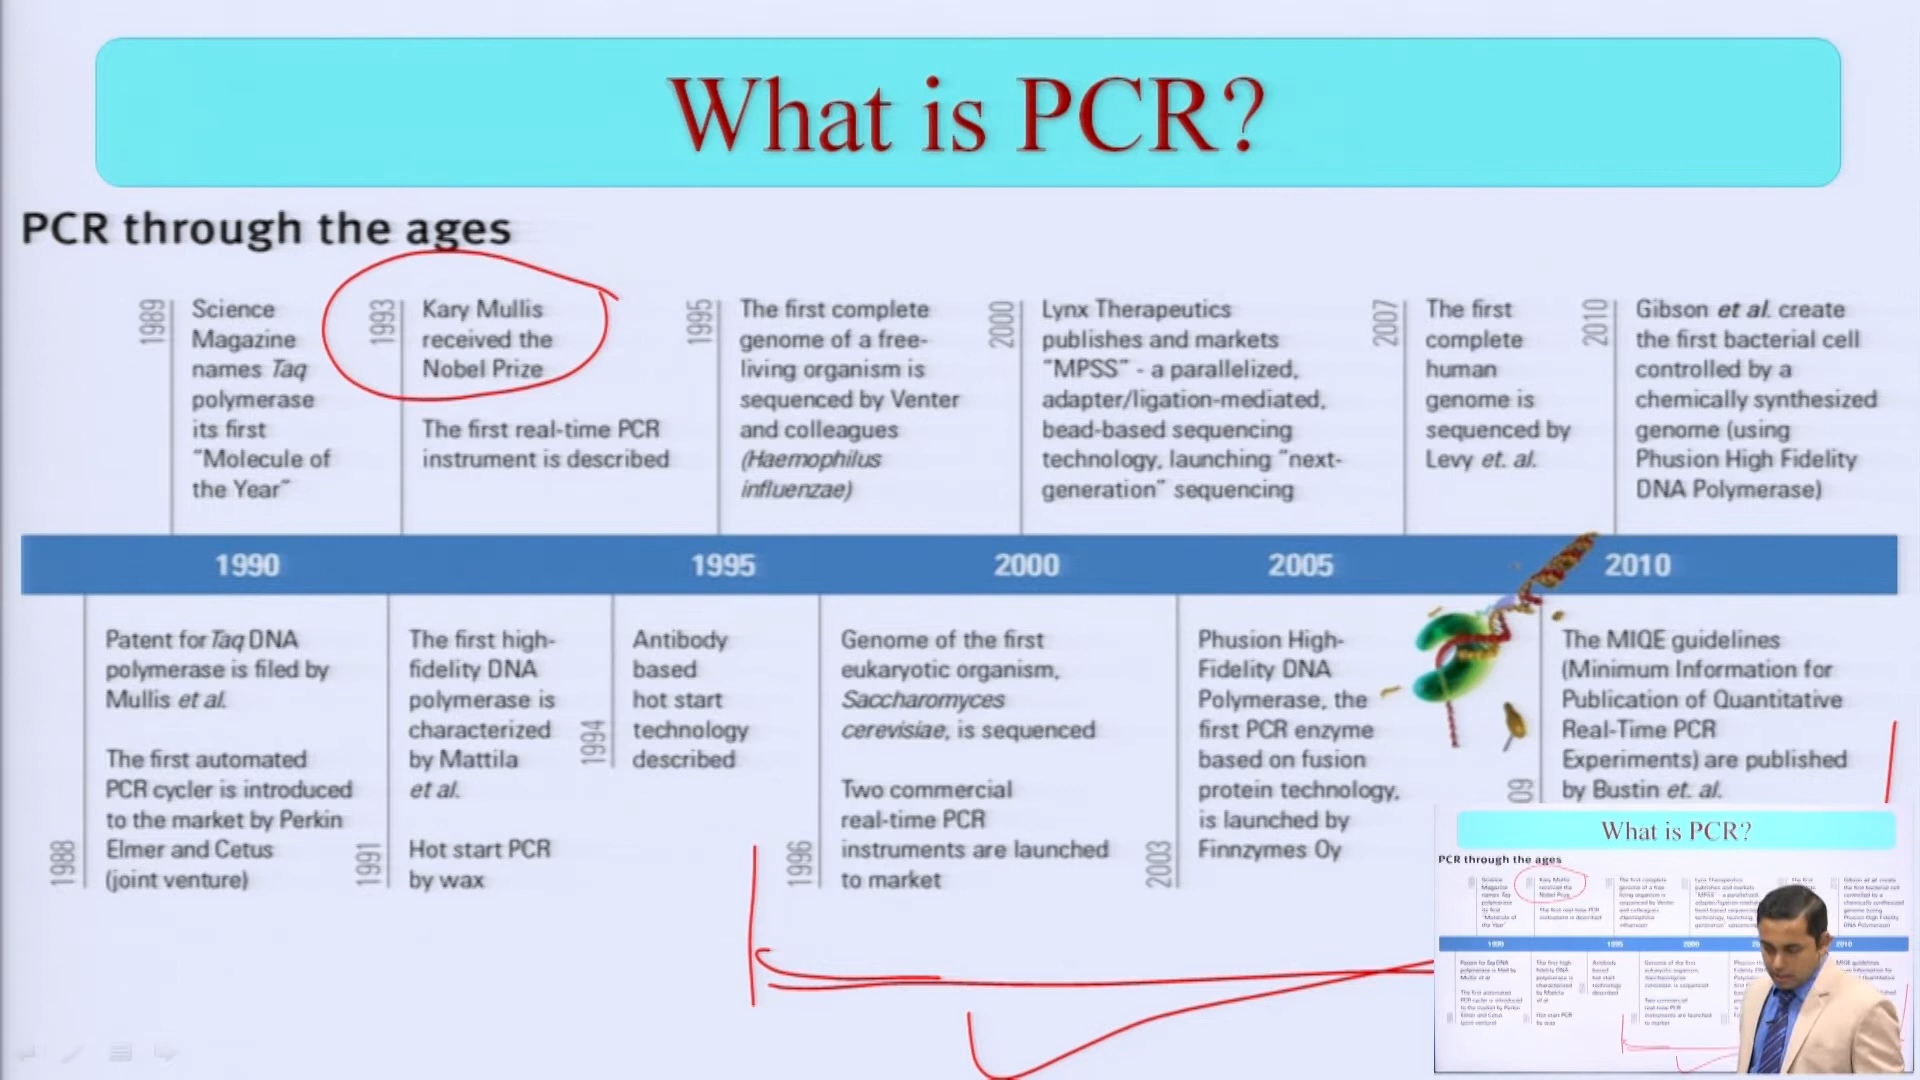 What is PCR?
PCR through the ages
1989
Science
Magazine
names Taq
polymerase
its first
"Molecule of
the Year"
1993
Kary Mullis
received the
Nobel Prize
The first real-time PCR
instrument is described
1995
The first complete
genome of a free-
living organism is
sequenced by Venter
and colleagues
(Haemophilus
influenzae)
2000
Lynx Therapeutics
publishes and markets
"MPSS" - a parallelized,
adapter/ligation-mediated,
bead-based sequencing
technology, launching "next-
generation" sequencing
2007
The first
complete
human
genome is
sequenced by
Levy et. al.
2010
Gibson et al. create
the first bacterial cell
controlled by a
chemically synthesized
genome (using
Phusion High Fidelity
DNA Polymerase)
1990 1995 2000 2005 2010
1988
Patent for Taq DNA
polymerase is filed by
Mullis et al.
The first automated
PCR cycler is introduced
to the market by Perkin
Elmer and Cetus
(joint venture)
1991
The first high-
fidelity DNA
polymerase is
characterized
by Mattila
et al.
Hot start PCR
by wax
1994
Antibody
based
hot start
technology
described
1996
Genome of the first
eukaryotic organism,
Saccharomyces
cerevisiae, is sequenced
Two commercial
real-time PCR
instruments are launched
to market
2003
Phusion High-
Fidelity DNA
Polymerase, the
first PCR enzyme
based on fusion
protein technology,
is launched by
Finnzymes Oy
09
The MIQE guidelines
(Minimum Information for
Publication of Quantitative
Real-Time PCR
Experiments) are published
by Bustin et. al.
What is PCR?
PCR through the ages